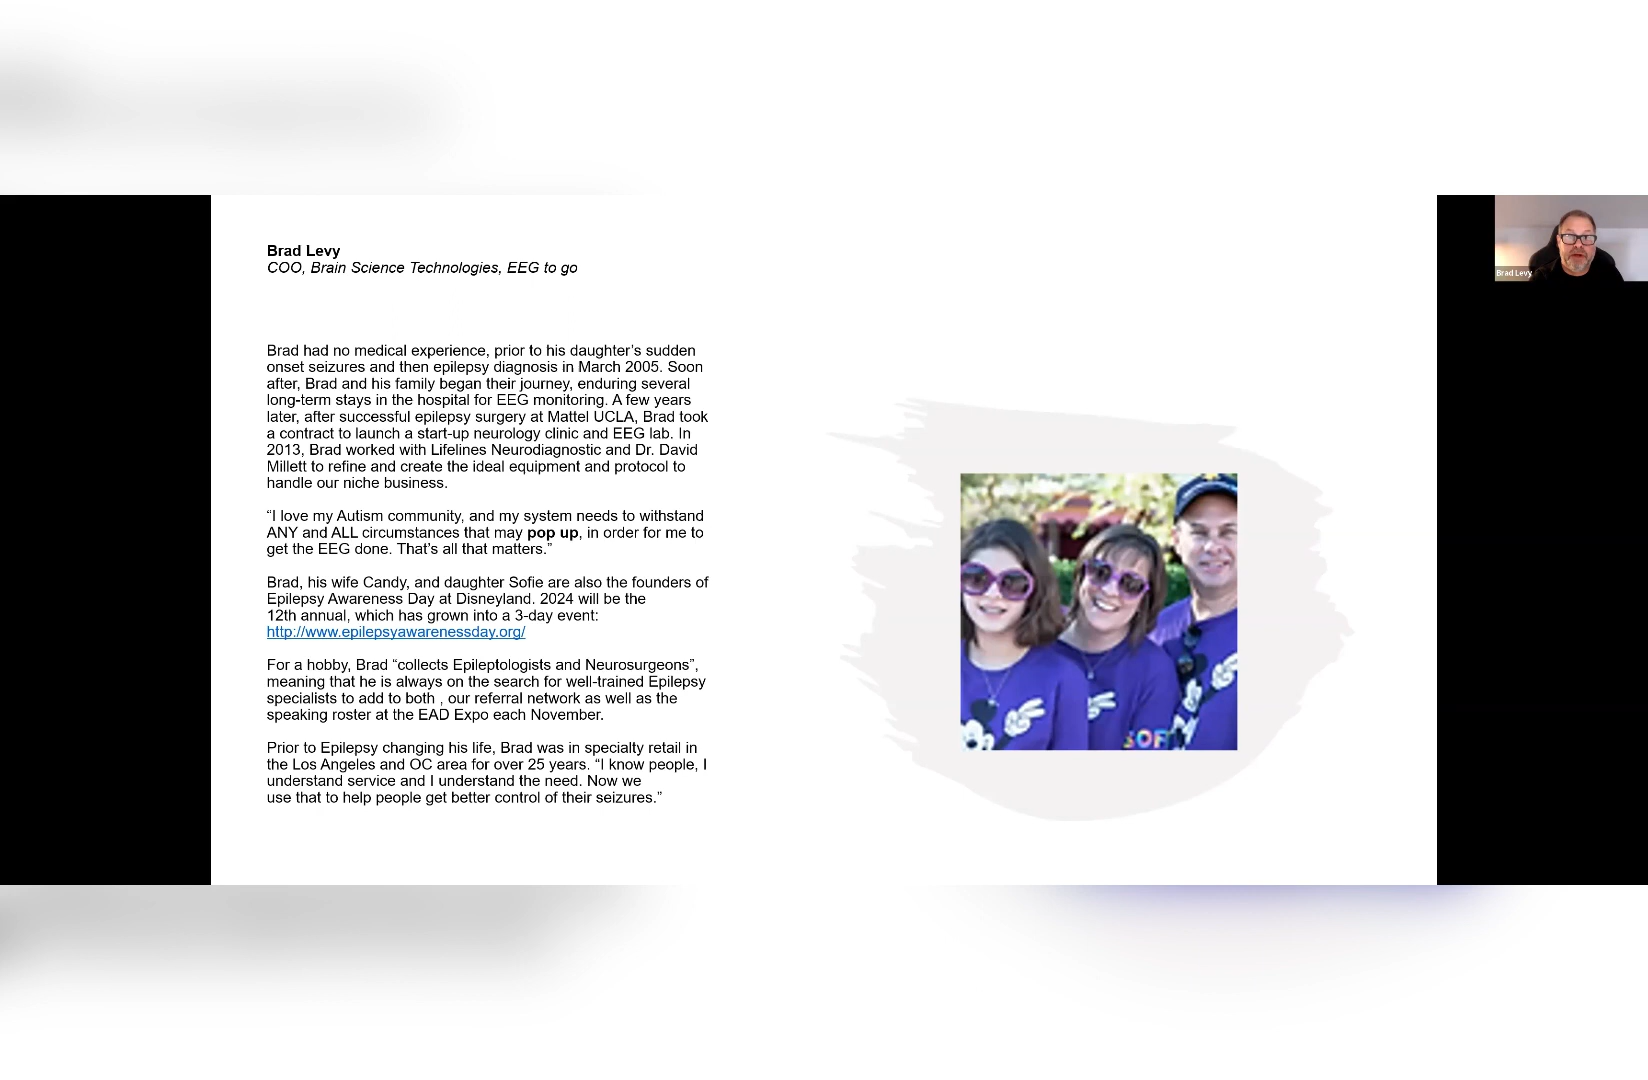 Brad Levy
COO, Brain Science Technologies, EEG to go
Brad had no medical experience, prior to his daughter’s sudden
onset seizures and then epilepsy diagnosis in March 2005. Soon
after, Brad and his family began their journey, enduring several
long-term stays in the hospital for EEG monitoring. A few years
later, after successful epilepsy surgery at Mattel UCLA, Brad took
a contract to launch a start-up neurology clinic and EEG lab. In
2013, Brad worked with Lifelines Neurodiagnostic and Dr. David
Millett to refine and create the ideal equipment and protocol to
handle our niche business.
“I love my Autism community, and my system needs to withstand
ANY and ALL circumstances that may pop up, in order for me to
get the EEG done. That’s all that matters.”
Brad, his wife Candy, and daughter Sofie are also the founders of
Epilepsy Awareness Day at Disneyland. 2024 will be the
12th annual, which has grown into a 3-day event:
http://www.epilepsyawarenessday.org/
For a hobby, Brad “collects Epileptologists and Neurosurgeons”,
meaning that he is always on the search for well-trained Epilepsy
specialists to add to both , our referral network as well as the
speaking roster at the EAD Expo each November.
Prior to Epilepsy changing his life, Brad was in specialty retail in
the Los Angeles and OC area for over 25 years. “I know people, I
understand service and I understand the need. Now we
use that to help people get better control of their seizures.”
Brad Levy